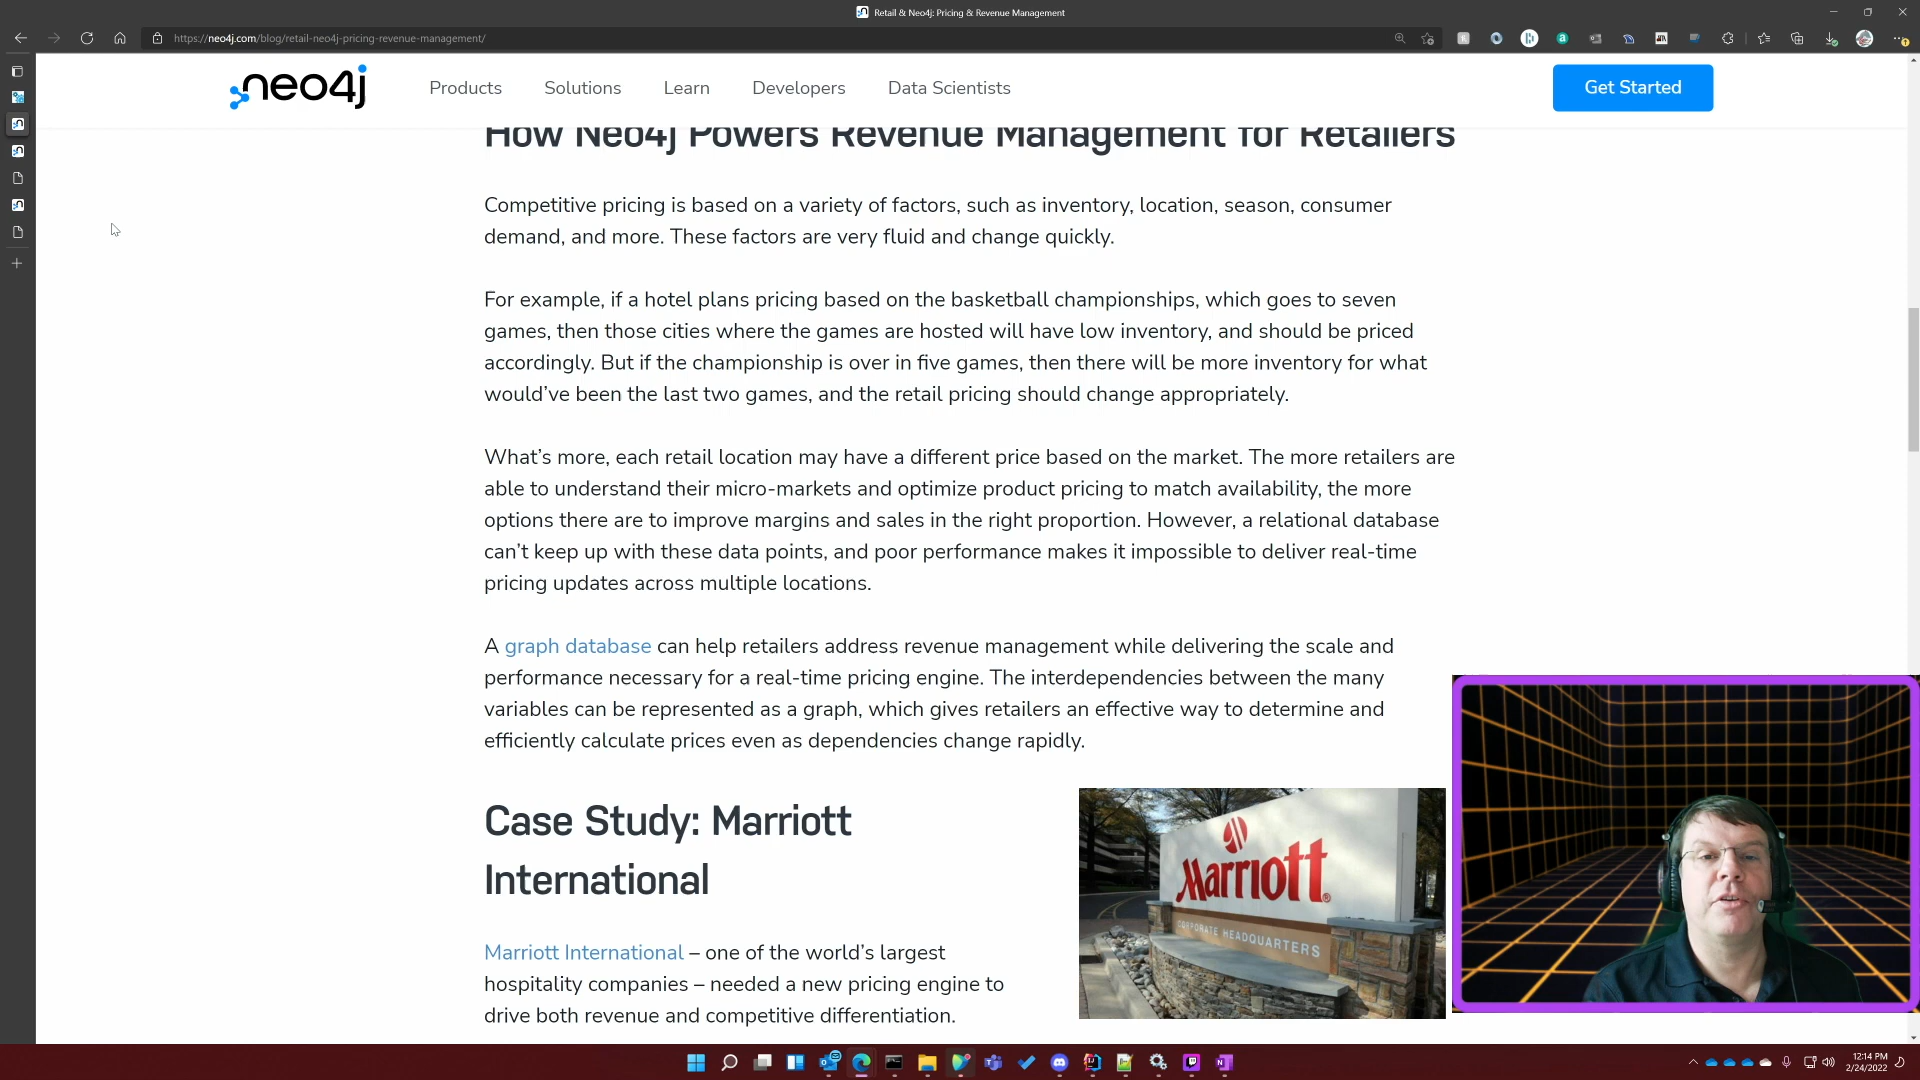 Retail & Neo4j: Pricing & Revenue Management
https://neo4j.com/blog/retail-neo4j-pricing-revenue-management/
neo4j
Products
Solutions
Learn
Developers
Data Scientists
Get Started
How Neo4j Powers Revenue Management for Retailers
Competitive pricing is based on a variety of factors, such as inventory, location, season, consumer
demand, and more. These factors are very fluid and change quickly.
For example, if a hotel plans pricing based on the basketball championships, which goes to seven
games, then those cities where the games are hosted will have low inventory, and should be priced
accordingly. But if the championship is over in five games, then there will be more inventory for what
would’ve been the last two games, and the retail pricing should change appropriately.
What’s more, each retail location may have a different price based on the market. The more retailers are
able to understand their micro-markets and optimize product pricing to match availability, the more
options there are to improve margins and sales in the right proportion. However, a relational database
can’t keep up with these data points, and poor performance makes it impossible to deliver real-time
pricing updates across multiple locations.
A graph database can help retailers address revenue management while delivering the scale and
performance necessary for a real-time pricing engine. The interdependencies between the many
variables can be represented as a graph, which gives retailers an effective way to determine and
efficiently calculate prices even as dependencies change rapidly.
Case Study: Marriott
International
Marriott International – one of the world’s largest
hospitality companies – needed a new pricing engine to
drive both revenue and competitive differentiation.
Marriott®
CORPORATE HEADQUARTERS
12:14 PM
2/24/2022